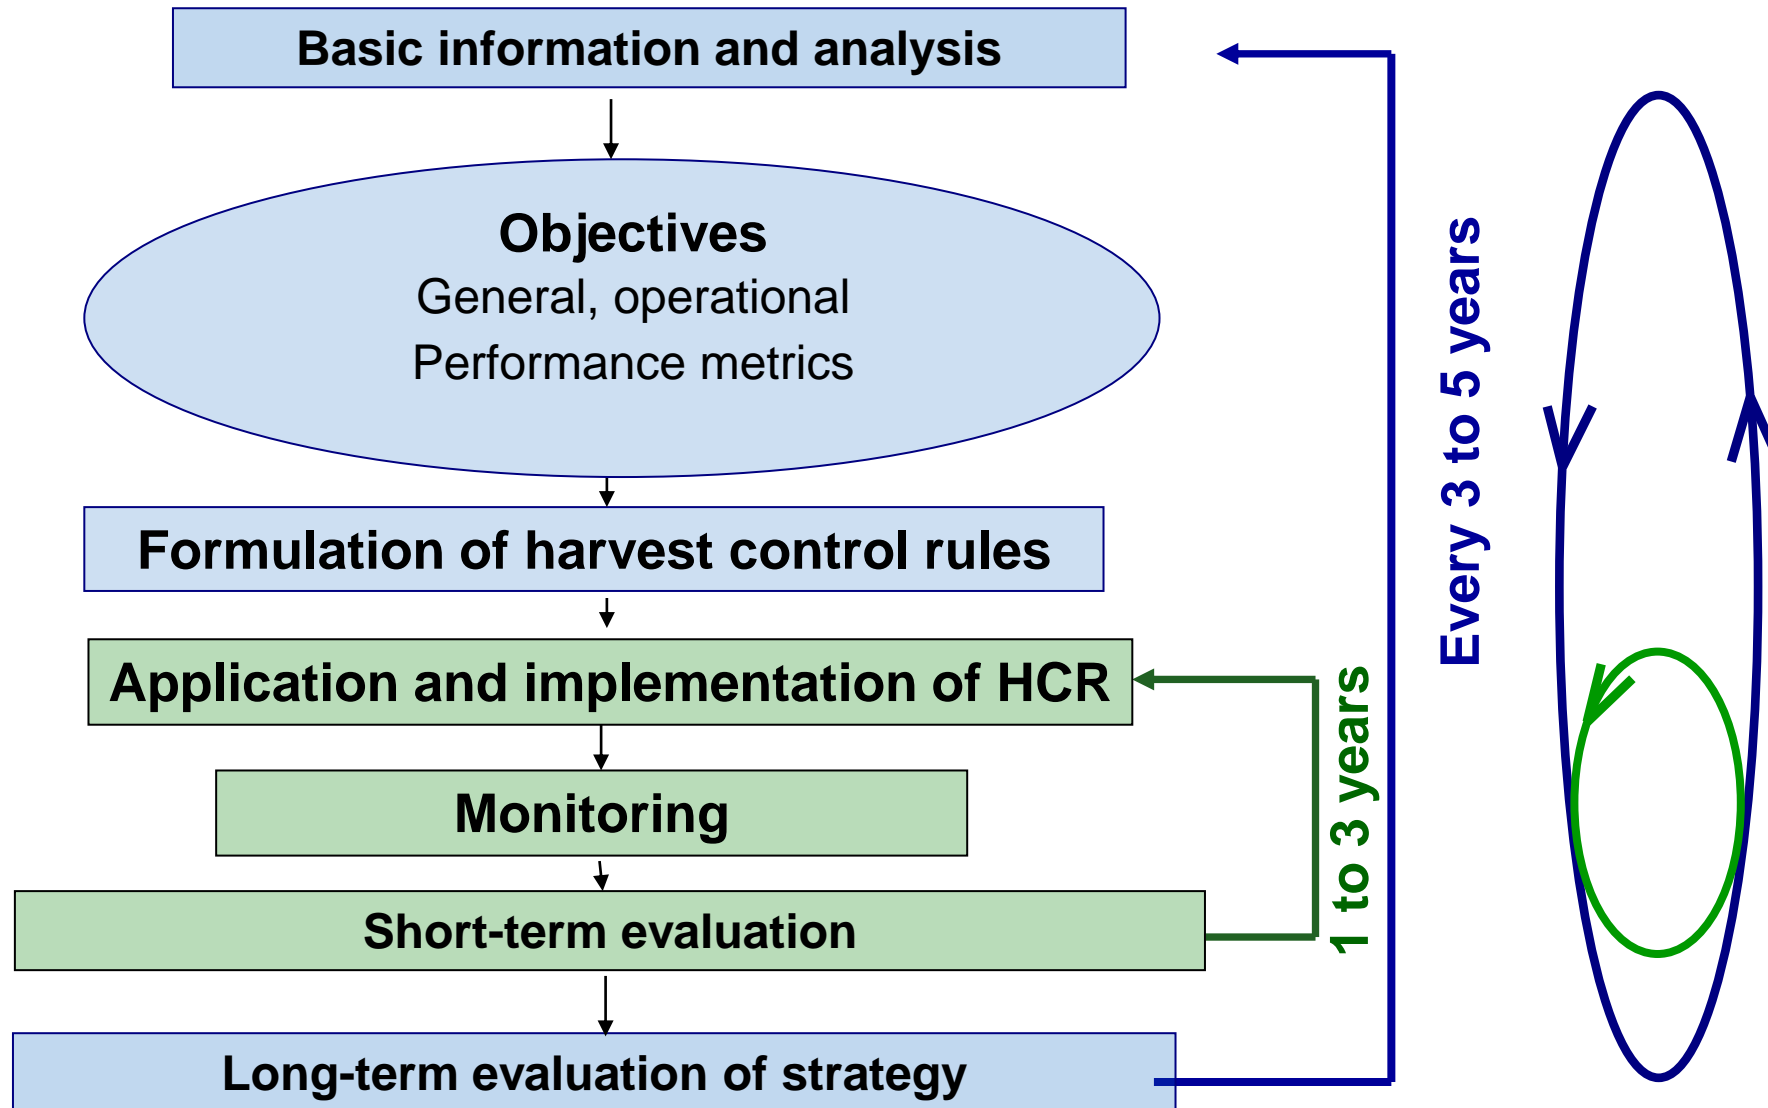 Basic information and analysis
Objectives
General, operational
Performance metrics
Formulation of harvest control rules
Application and implementation of HCR
Monitoring
Short-term evaluation
Long-term evaluation of strategy
1 to 3 years
Every 3 to 5 years